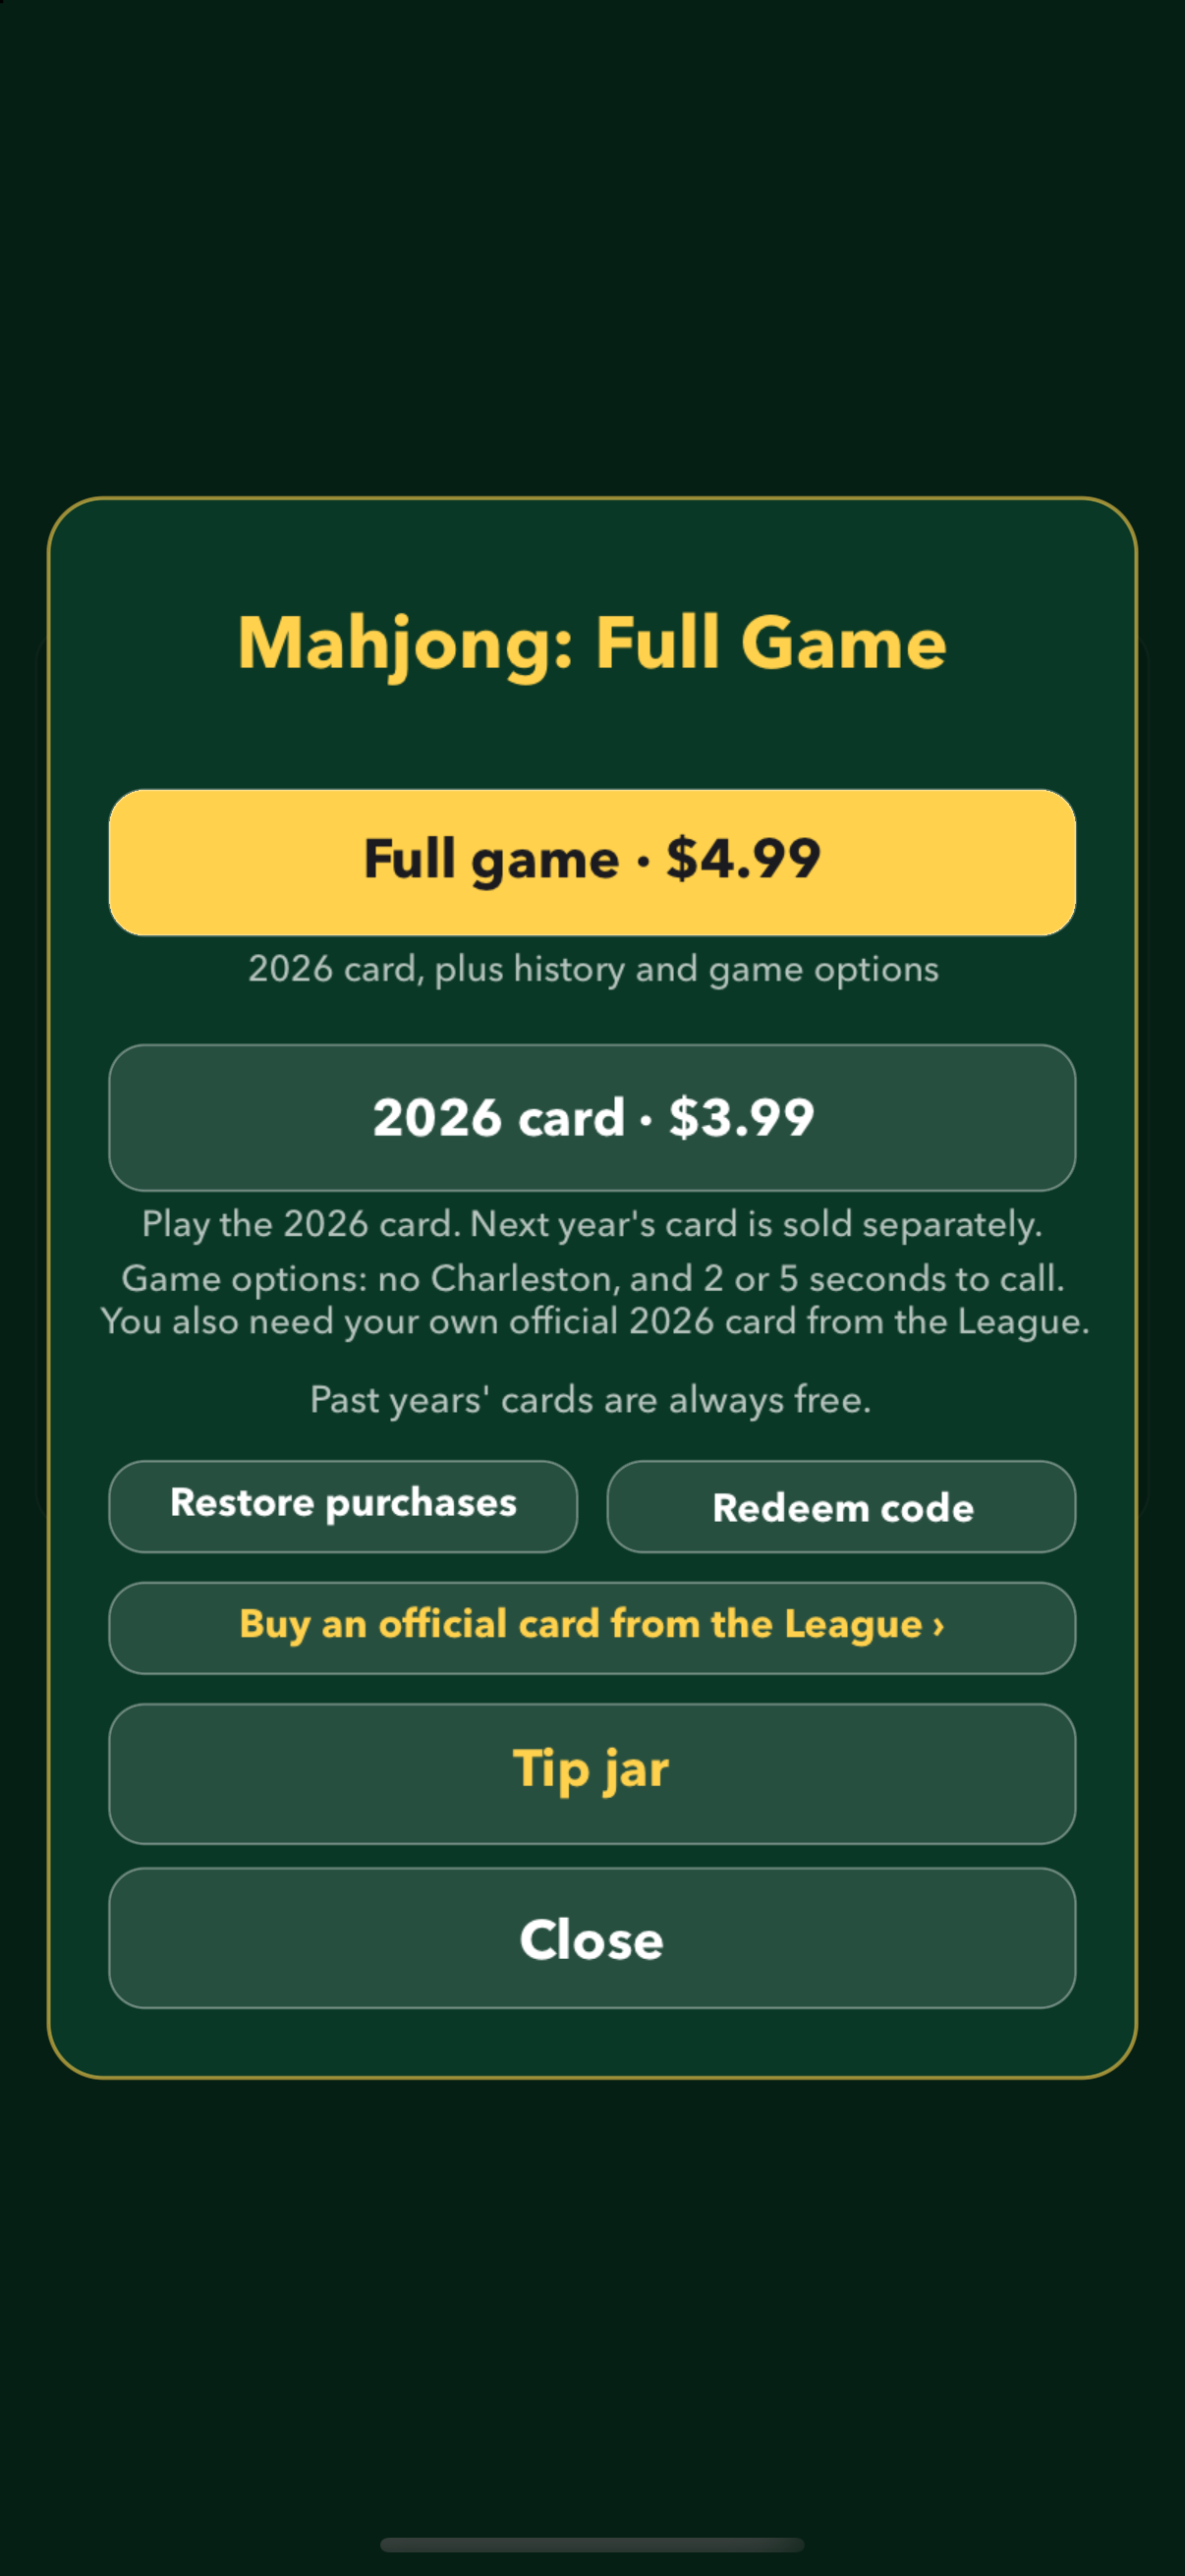 Mahjong: Full Game
Full game · $4.99
2026 card, plus history and game options
2026 card · $3.99
Play the 2026 card. Next year's card is sold separately.
Game options: no Charleston, and 2 or 5 seconds to call.
You also need your own official 2026 card from the League.
Past years' cards are always free.
Restore purchases
Redeem code
Buy an official card from the League ›
Tip jar
Close